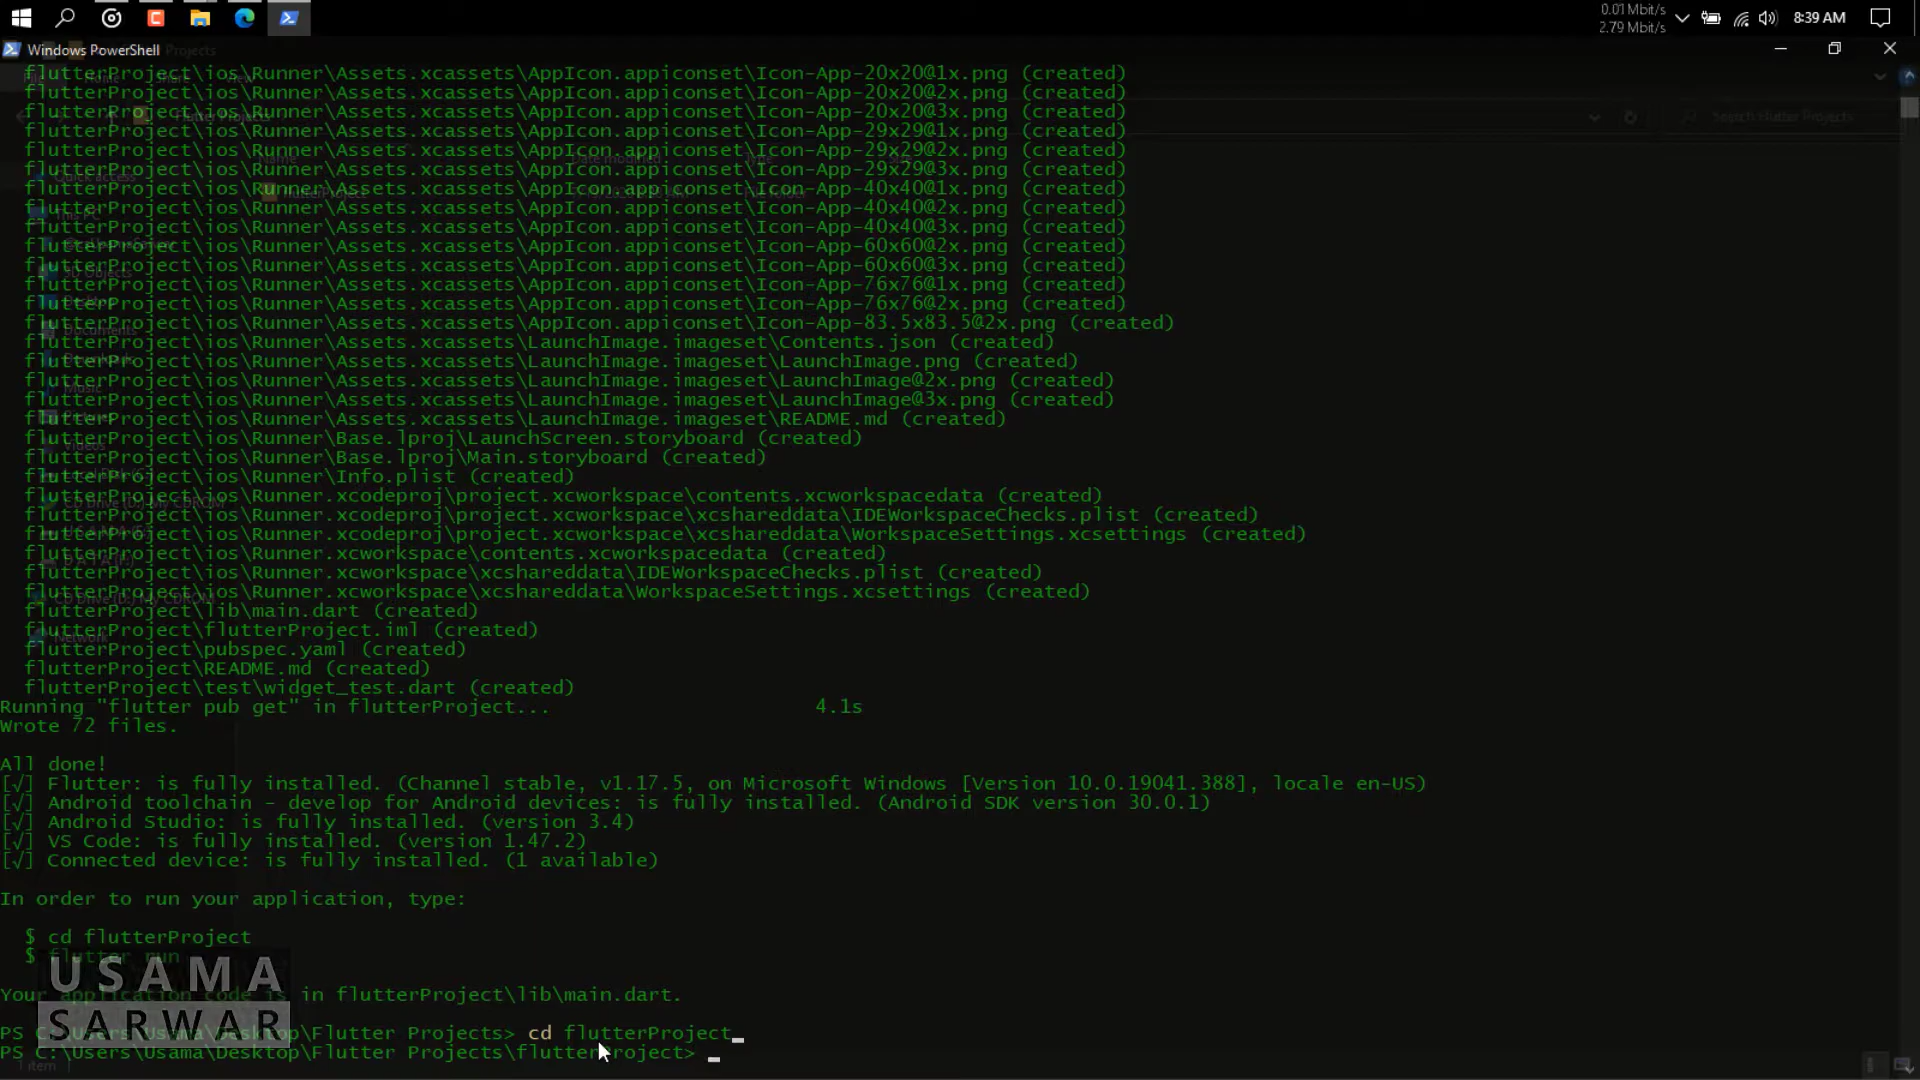 0.01 Mbit/s
2.79 Mbit/s
8:39 AM
Windows PowerShell
flutterProject\ios\Runner\Assets.xcassets\AppIcon.appiconset\Icon-App-20x20@1x.png (created)
flutterProject\ios\Runner\Assets.xcassets\AppIcon.appiconset\Icon-App-20x20@2x.png (created)
flutterProject\ios\Runner\Assets.xcassets\AppIcon.appiconset\Icon-App-20x20@3x.png (created)
flutterProject\ios\Runner\Assets.xcassets\AppIcon.appiconset\Icon-App-29x29@1x.png (created)
flutterProject\ios\Runner\Assets.xcassets\AppIcon.appiconset\Icon-App-29x29@2x.png (created)
flutterProject\ios\Runner\Assets.xcassets\AppIcon.appiconset\Icon-App-29x29@3x.png (created)
flutterProject\ios\Runner\Assets.xcassets\AppIcon.appiconset\Icon-App-40x40@1x.png (created)
flutterProject\ios\Runner\Assets.xcassets\AppIcon.appiconset\Icon-App-40x40@2x.png (created)
flutterProject\ios\Runner\Assets.xcassets\AppIcon.appiconset\Icon-App-40x40@3x.png (created)
flutterProject\ios\Runner\Assets.xcassets\AppIcon.appiconset\Icon-App-60x60@2x.png (created)
flutterProject\ios\Runner\Assets.xcassets\AppIcon.appiconset\Icon-App-60x60@3x.png (created)
flutterProject\ios\Runner\Assets.xcassets\AppIcon.appiconset\Icon-App-76x76@1x.png (created)
flutterProject\ios\Runner\Assets.xcassets\AppIcon.appiconset\Icon-App-76x76@2x.png (created)
flutterProject\ios\Runner\Assets.xcassets\AppIcon.appiconset\Icon-App-83.5x83.5@2x.png (created)
flutterProject\ios\Runner\Assets.xcassets\LaunchImage.imageset\Contents.json (created)
flutterProject\ios\Runner\Assets.xcassets\LaunchImage.imageset\LaunchImage.png (created)
flutterProject\ios\Runner\Assets.xcassets\LaunchImage.imageset\LaunchImage@2x.png (created)
flutterProject\ios\Runner\Assets.xcassets\LaunchImage.imageset\LaunchImage@3x.png (created)
flutterProject\ios\Runner\Assets.xcassets\LaunchImage.imageset\README.md (created)
flutterProject\ios\Runner\Base.lproj\LaunchScreen.storyboard (created)
flutterProject\ios\Runner\Base.lproj\Main.storyboard (created)
flutterProject\ios\Runner\Info.plist (created)
flutterProject\ios\Runner.xcodeproj\project.xcworkspace\contents.xcworkspacedata (created)
flutterProject\ios\Runner.xcodeproj\project.xcworkspace\xcshareddata\IDEWorkspaceChecks.plist (created)
flutterProject\ios\Runner.xcodeproj\project.xcworkspace\xcshareddata\WorkspaceSettings.xcsettings (created)
flutterProject\ios\Runner.xcworkspace\contents.xcworkspacedata (created)
flutterProject\ios\Runner.xcworkspace\xcshareddata\IDEWorkspaceChecks.plist (created)
flutterProject\ios\Runner.xcworkspace\xcshareddata\WorkspaceSettings.xcsettings (created)
flutterProject\lib\main.dart (created)
flutterProject\flutterProject.iml (created)
flutterProject\pubspec.yaml (created)
flutterProject\README.md (created)
flutterProject\test\widget_test.dart (created)
Running "flutter pub get" in flutterProject... 4.1s
Wrote 72 files.
All done!
[√] Flutter: is fully installed. (Channel stable, v1.17.5, on Microsoft Windows [Version 10.0.19041.388], locale en-US)
[√] Android toolchain - develop for Android devices: is fully installed. (Android SDK version 30.0.1)
[√] Android Studio: is fully installed. (version 3.4)
[√] VS Code: is fully installed. (version 1.47.2)
[√] Connected device: is fully installed. (1 available)
In order to run your application, type:
$ cd flutterProject
$ flutter run
Your application code is in flutterProject\lib\main.dart.
PS C:\Users\Usama\Desktop\Flutter Projects> cd flutterProject_
PS C:\Users\Usama\Desktop\Flutter Projects\flutterProject> _
USAMA
SARWAR
1 item